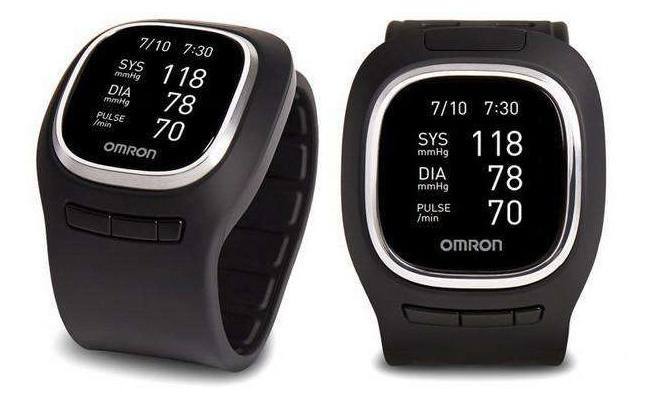 7/10 7:30
SYS mmHg 118
DIA mmHg 78
PULSE /min 70
OMRON
7/10 7:30
SYS mmHg 118
DIA mmHg 78
PULSE /min 70
OMRON